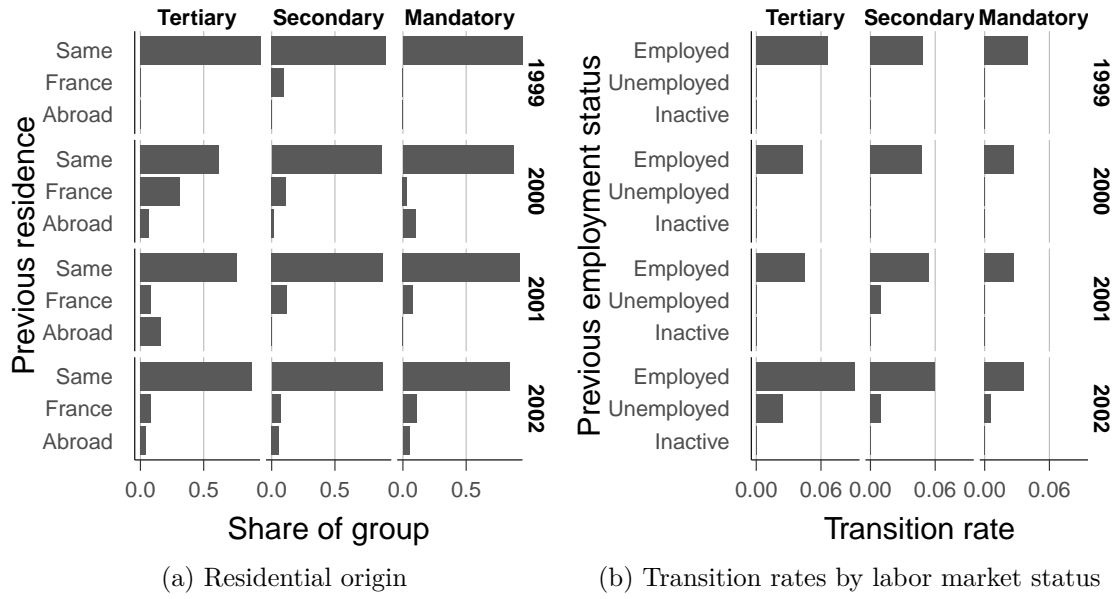 Tertiary Secondary Mandatory
Same
France
Abroad
1999
Same
France
Abroad
2000
Same
France
Abroad
2001
Same
France
Abroad
2002
Previous residence
0.0 0.5 0.0 0.5 0.0 0.5
Share of group
(a) Residential origin
Tertiary Secondary Mandatory
Employed
Unemployed
Inactive
1999
Employed
Unemployed
Inactive
2000
Employed
Unemployed
Inactive
2001
Employed
Unemployed
Inactive
2002
Previous employment status
0.00 0.06 0.00 0.06 0.00 0.06
Transition rate
(b) Transition rates by labor market status